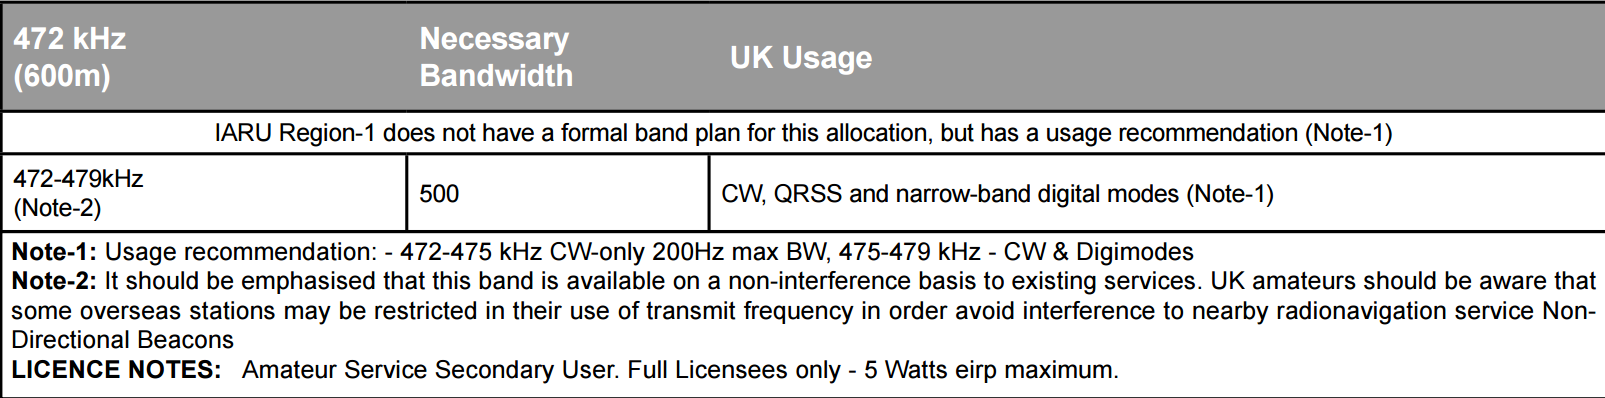 472 kHz
(600m)
Necessary
Bandwidth
UK Usage
IARU Region-1 does not have a formal band plan for this allocation, but has a usage recommendation (Note-1)
472-479kHz
(Note-2)
500
CW, QRSS and narrow-band digital modes (Note-1)
Note-1: Usage recommendation: - 472-475 kHz CW-only 200Hz max BW, 475-479 kHz - CW & Digimodes
Note-2: It should be emphasised that this band is available on a non-interference basis to existing services. UK amateurs should be aware that
some overseas stations may be restricted in their use of transmit frequency in order avoid interference to nearby radionavigation service Non-
Directional Beacons
LICENCE NOTES: Amateur Service Secondary User. Full Licensees only - 5 Watts eirp maximum.